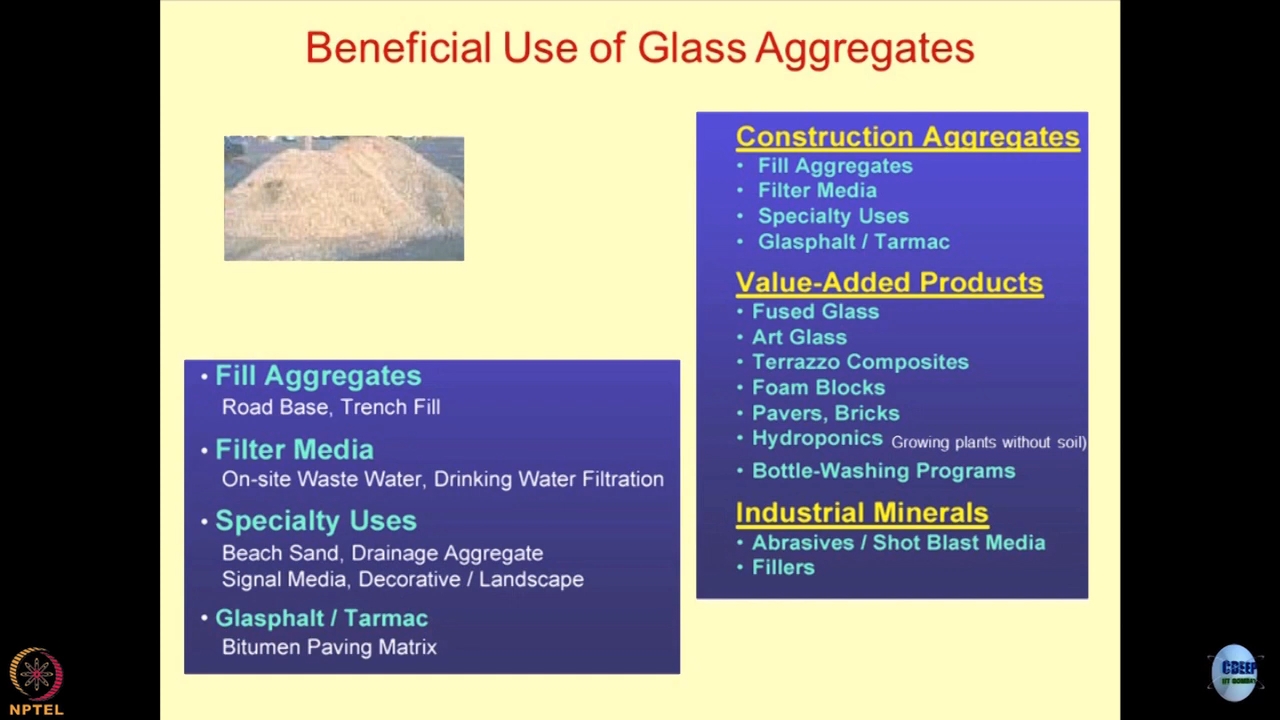 Beneficial Use of Glass Aggregates
• Fill Aggregates
Road Base, Trench Fill
• Filter Media
On-site Waste Water, Drinking Water Filtration
• Specialty Uses
Beach Sand, Drainage Aggregate
Signal Media, Decorative / Landscape
• Glasphalt / Tarmac
Bitumen Paving Matrix
Construction Aggregates
• Fill Aggregates
• Filter Media
• Specialty Uses
• Glasphalt / Tarmac
Value-Added Products
• Fused Glass
• Art Glass
• Terrazzo Composites
• Foam Blocks
• Pavers, Bricks
• Hydroponics Growing plants without soil)
• Bottle-Washing Programs
Industrial Minerals
• Abrasives / Shot Blast Media
• Fillers
NPTEL
CDEEP
IIT BOMBAY